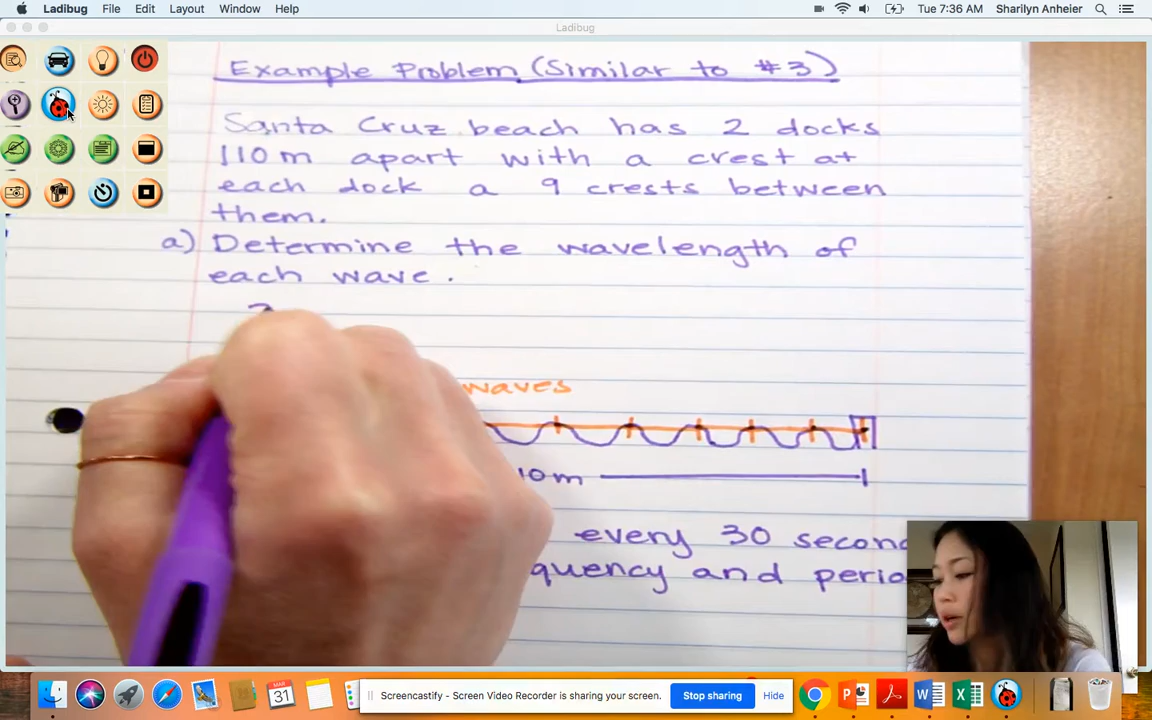 Ladibug File Edit Layout Window Help Tue 7:36 AM Sharilyn Anheier
Ladibug
Example Problem (Similar to #3)
Santa Cruz beach has 2 docks
110 m apart with a crest at
each dock a 9 crests between
them.
a) Determine the wavelength of
each wave.
waves
10m
every 30
and
MAR
31
Screencastify - Screen Video Recorder is sharing your screen. Stop sharing Hide